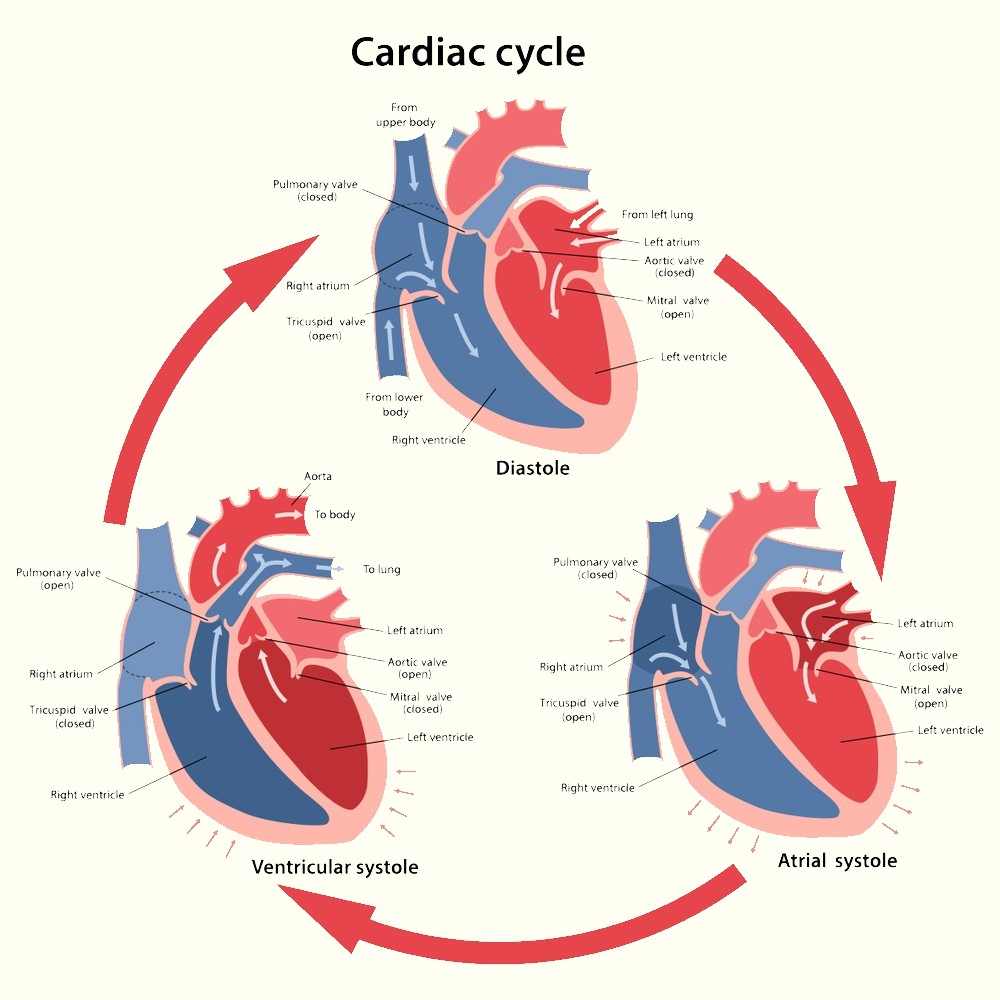 Cardiac cycle
From
upper body
Pulmonary valve
(closed)
From left lung
Left atrium
Aortic valve
(closed)
Right atrium
Mitral valve
(open)
Tricuspid valve
(open)
Left ventricle
From lower
body
Right ventricle
Diastole
Aorta
To body
Pulmonary valve
(open)
To lung
Left atrium
Right atrium
Aortic valve
(open)
Tricuspid valve
(closed)
Mitral valve
(closed)
Left ventricle
Right ventricle
Ventricular systole
Pulmonary valve
(closed)
Left atrium
Right atrium
Aortic valve
(closed)
Tricuspid valve
(open)
Mitral valve
(open)
Left ventricle
Right ventricle
Atrial systole